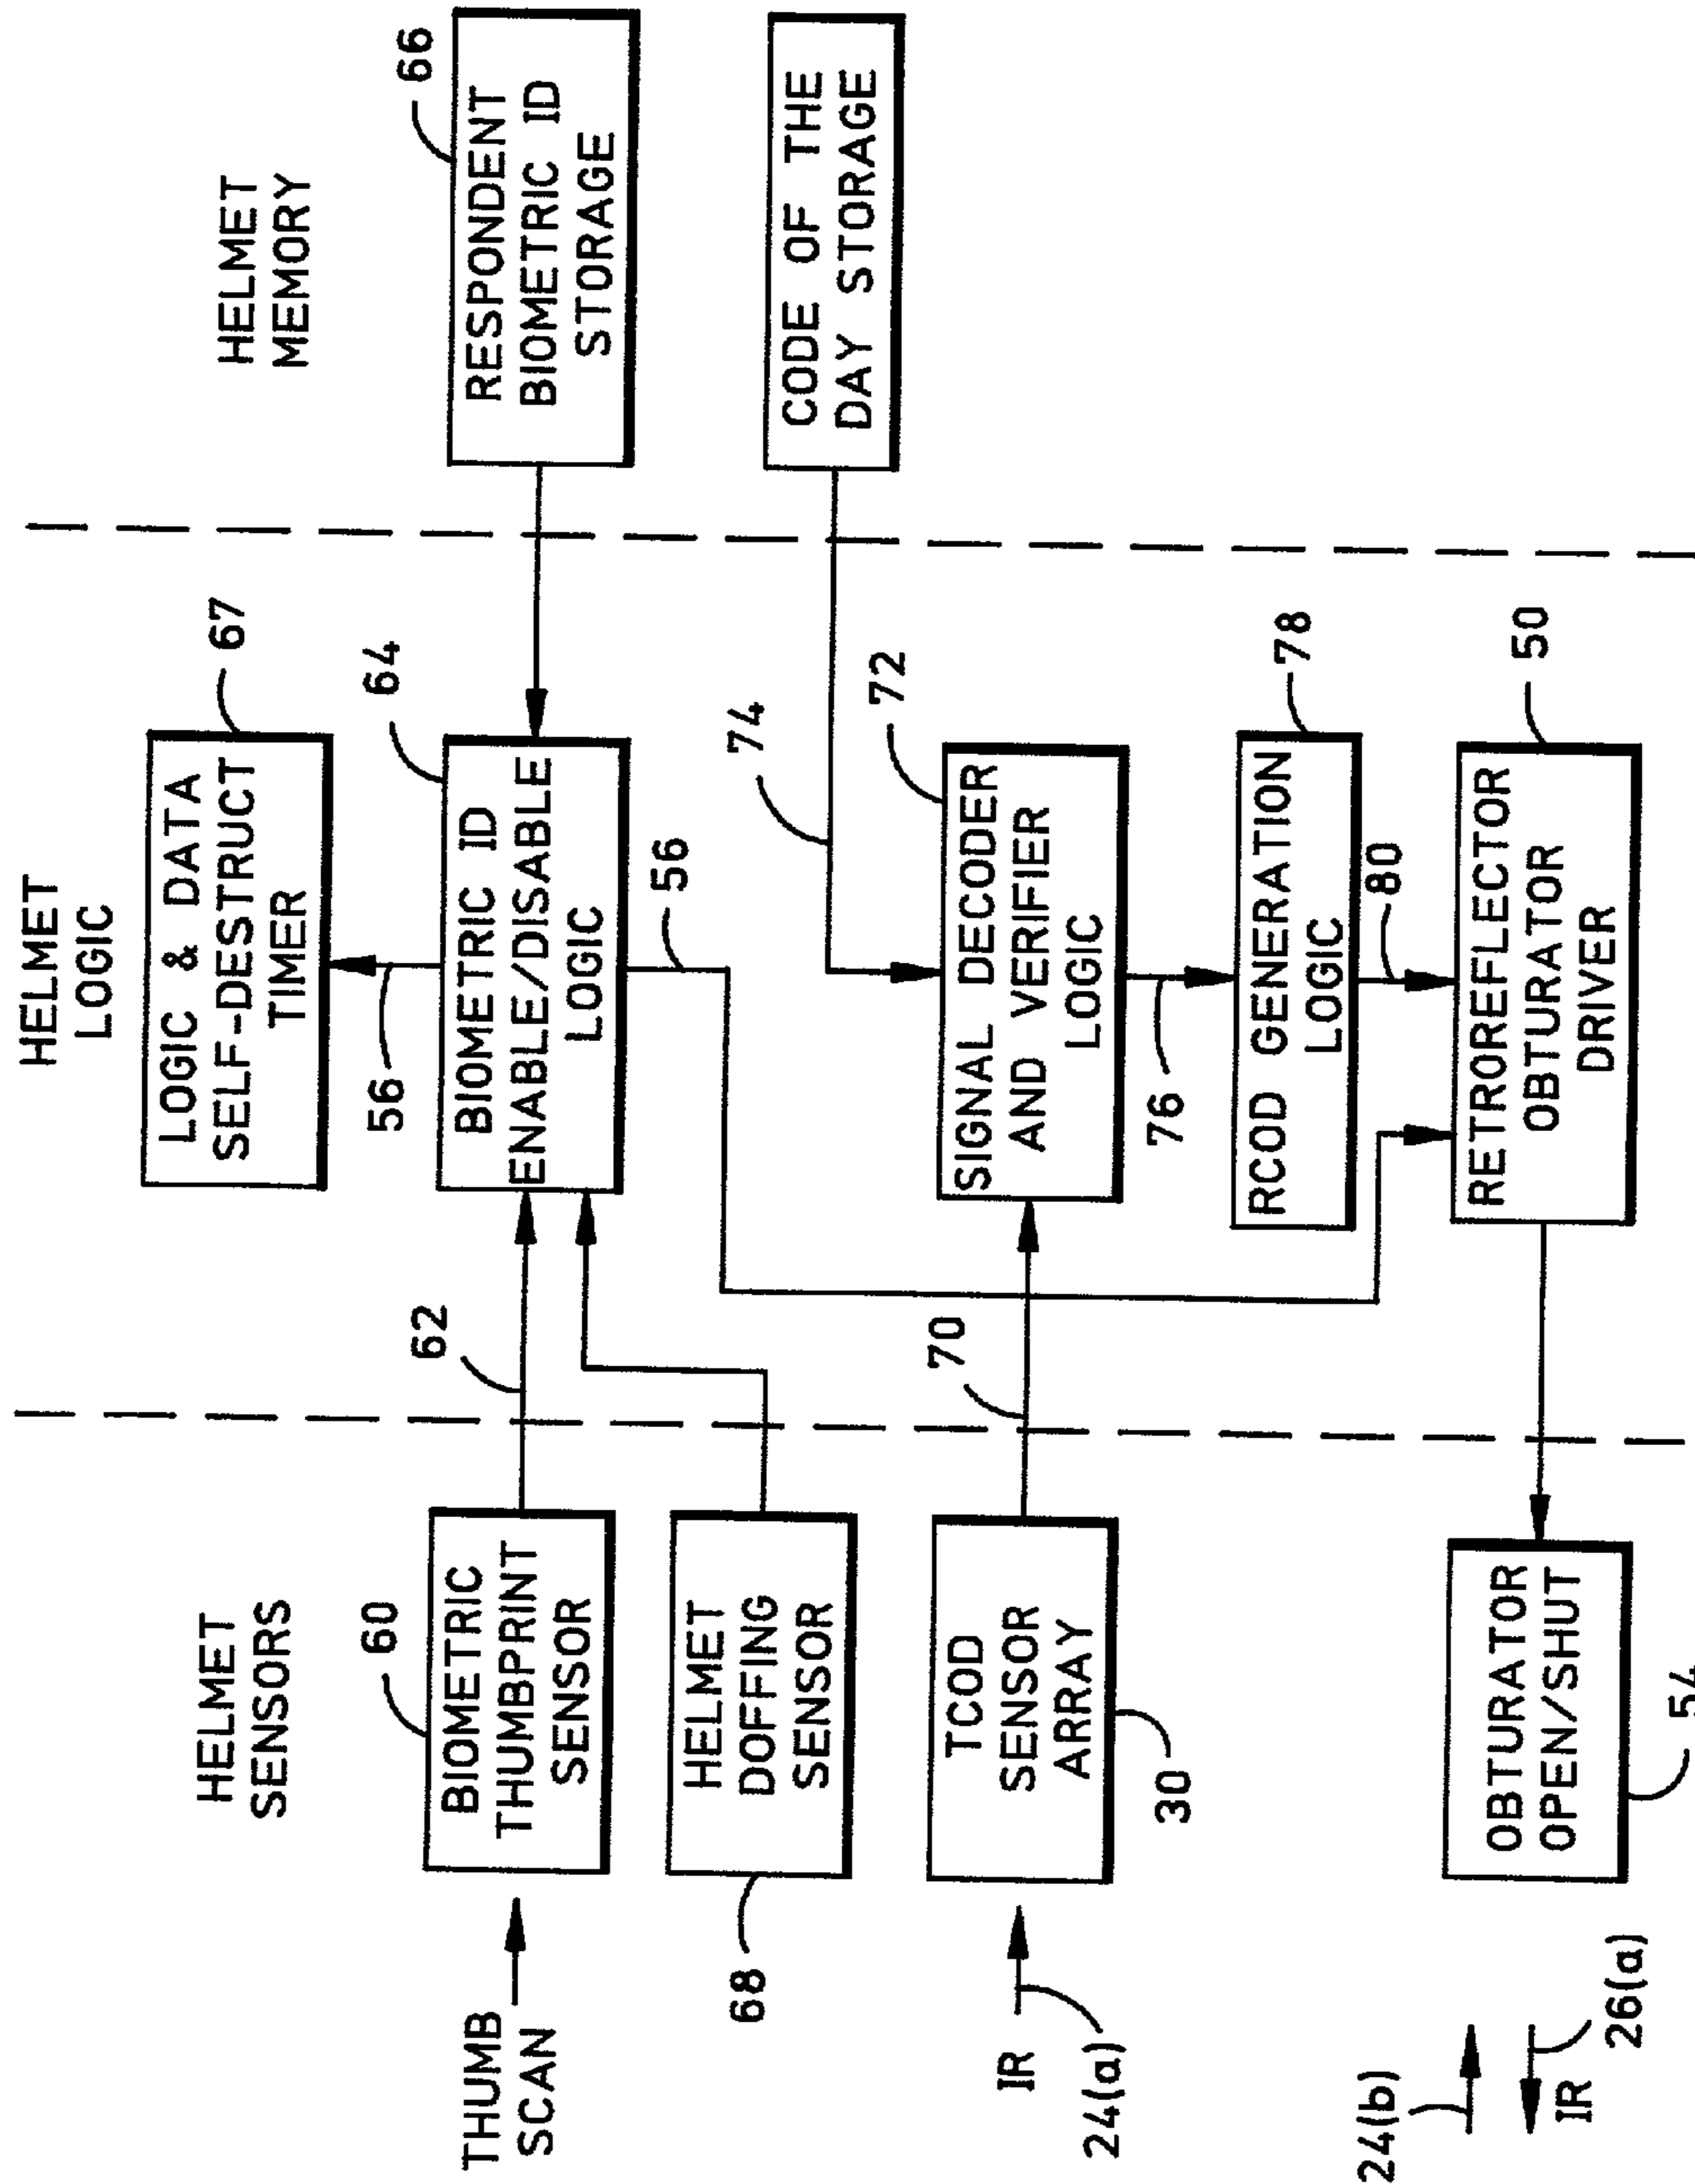 HELMET
SENSORS
HELMET
LOGIC
HELMET
MEMORY
LOGIC & DATA
SELF-DESTRUCT
TIMER
67
56
THUMB
SCAN
60
BIOMETRIC
THUMBPRINT
SENSOR
62
BIOMETRIC ID
ENABLE/DISABLE
LOGIC
64
RESPONDENT
BIOMETRIC ID
STORAGE
66
56
HELMET
DOFFING
SENSOR
68
74
CODE OF THE
DAY STORAGE
IR
24(a)
TCOD
SENSOR
ARRAY
30
70
SIGNAL DECODER
AND VERIFIER
LOGIC
72
76
RCOD GENERATION
LOGIC
78
80
24(b)
IR
26(a)
OBTURATOR
OPEN/SHUT
54
RETROREFLECTOR
OBTURATOR
DRIVER
50